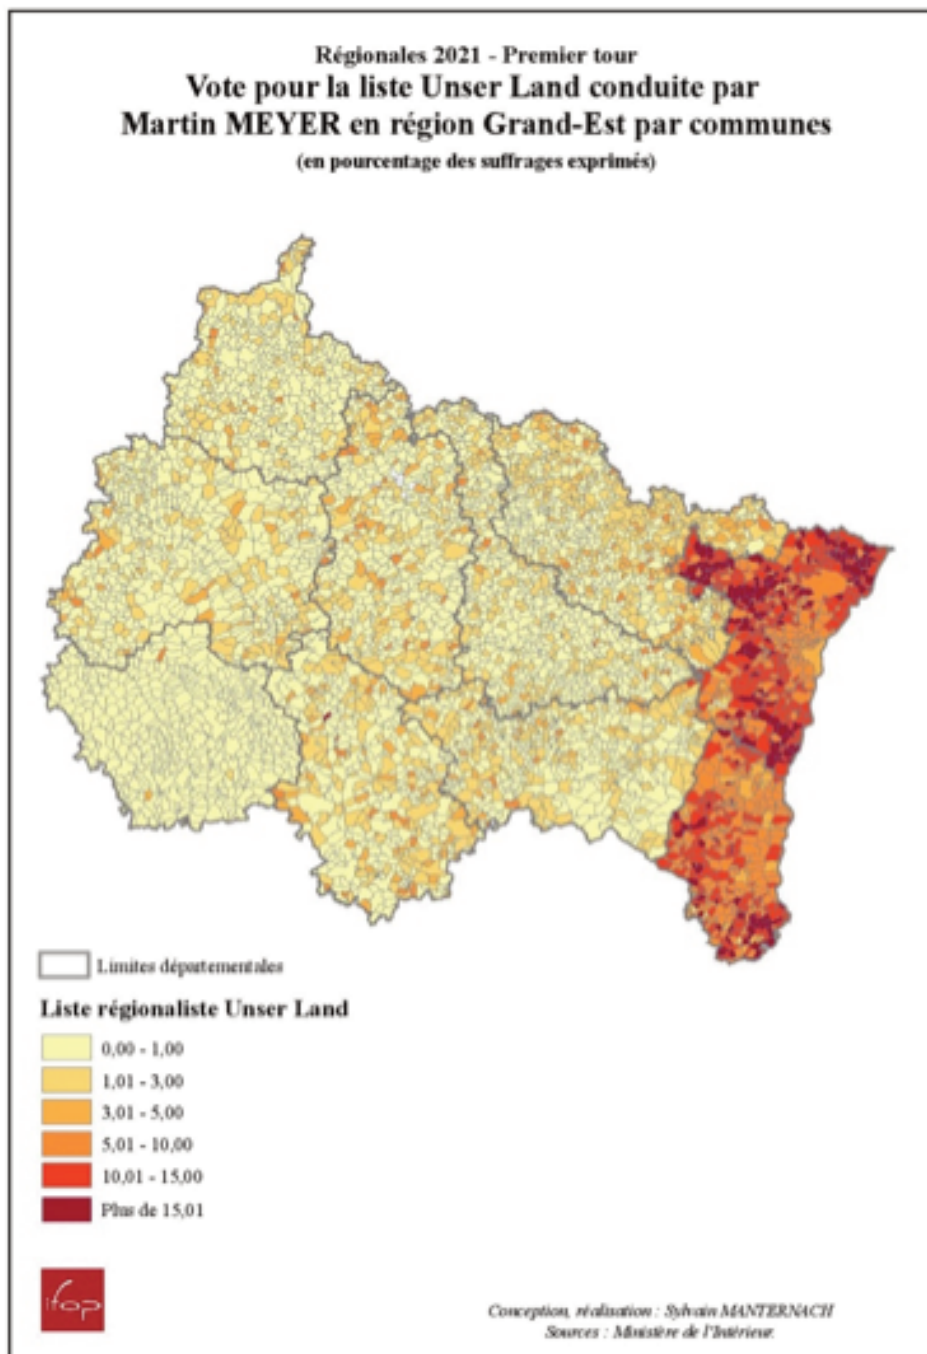 Régionales 2021 - Premier tour
Vote pour la liste Unser Land conduite par
Martin MEYER en région Grand-Est par communes
(en pourcentage des suffrages exprimés)
Limites départementales
Liste régionaliste Unser Land
0,00 - 1,00
1,01 - 3,00
3,01 - 5,00
5,01 - 10,00
10,01 - 15,00
Plus de 15,01
ifop
Conception, réalisation : Sylvain MANTERNACH
Sources : Ministère de l'Intérieur